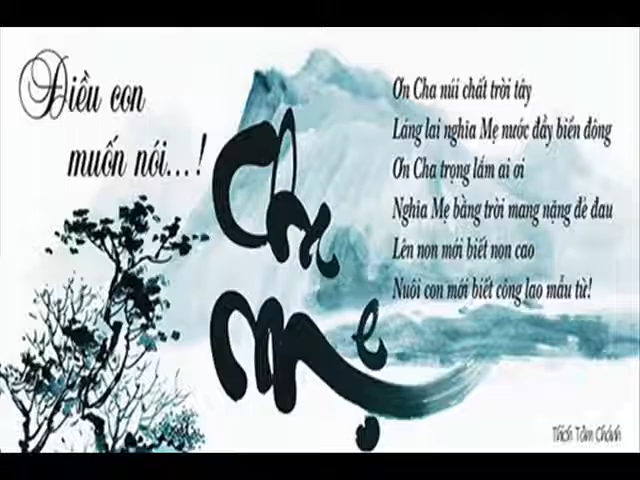 Điều con
muốn nói...!
Cha
Mẹ
Ơn Cha núi chất trời tây
Láng lai nghĩa Mẹ nước đầy biển đông
Ơn Cha trọng lắm ai ơi
Nghĩa Mẹ bằng trời mang nặng đẻ đau
Lên non mới biết non cao
Nuôi con mới biết công lao mẫu từ!
Thích Tâm Chánh